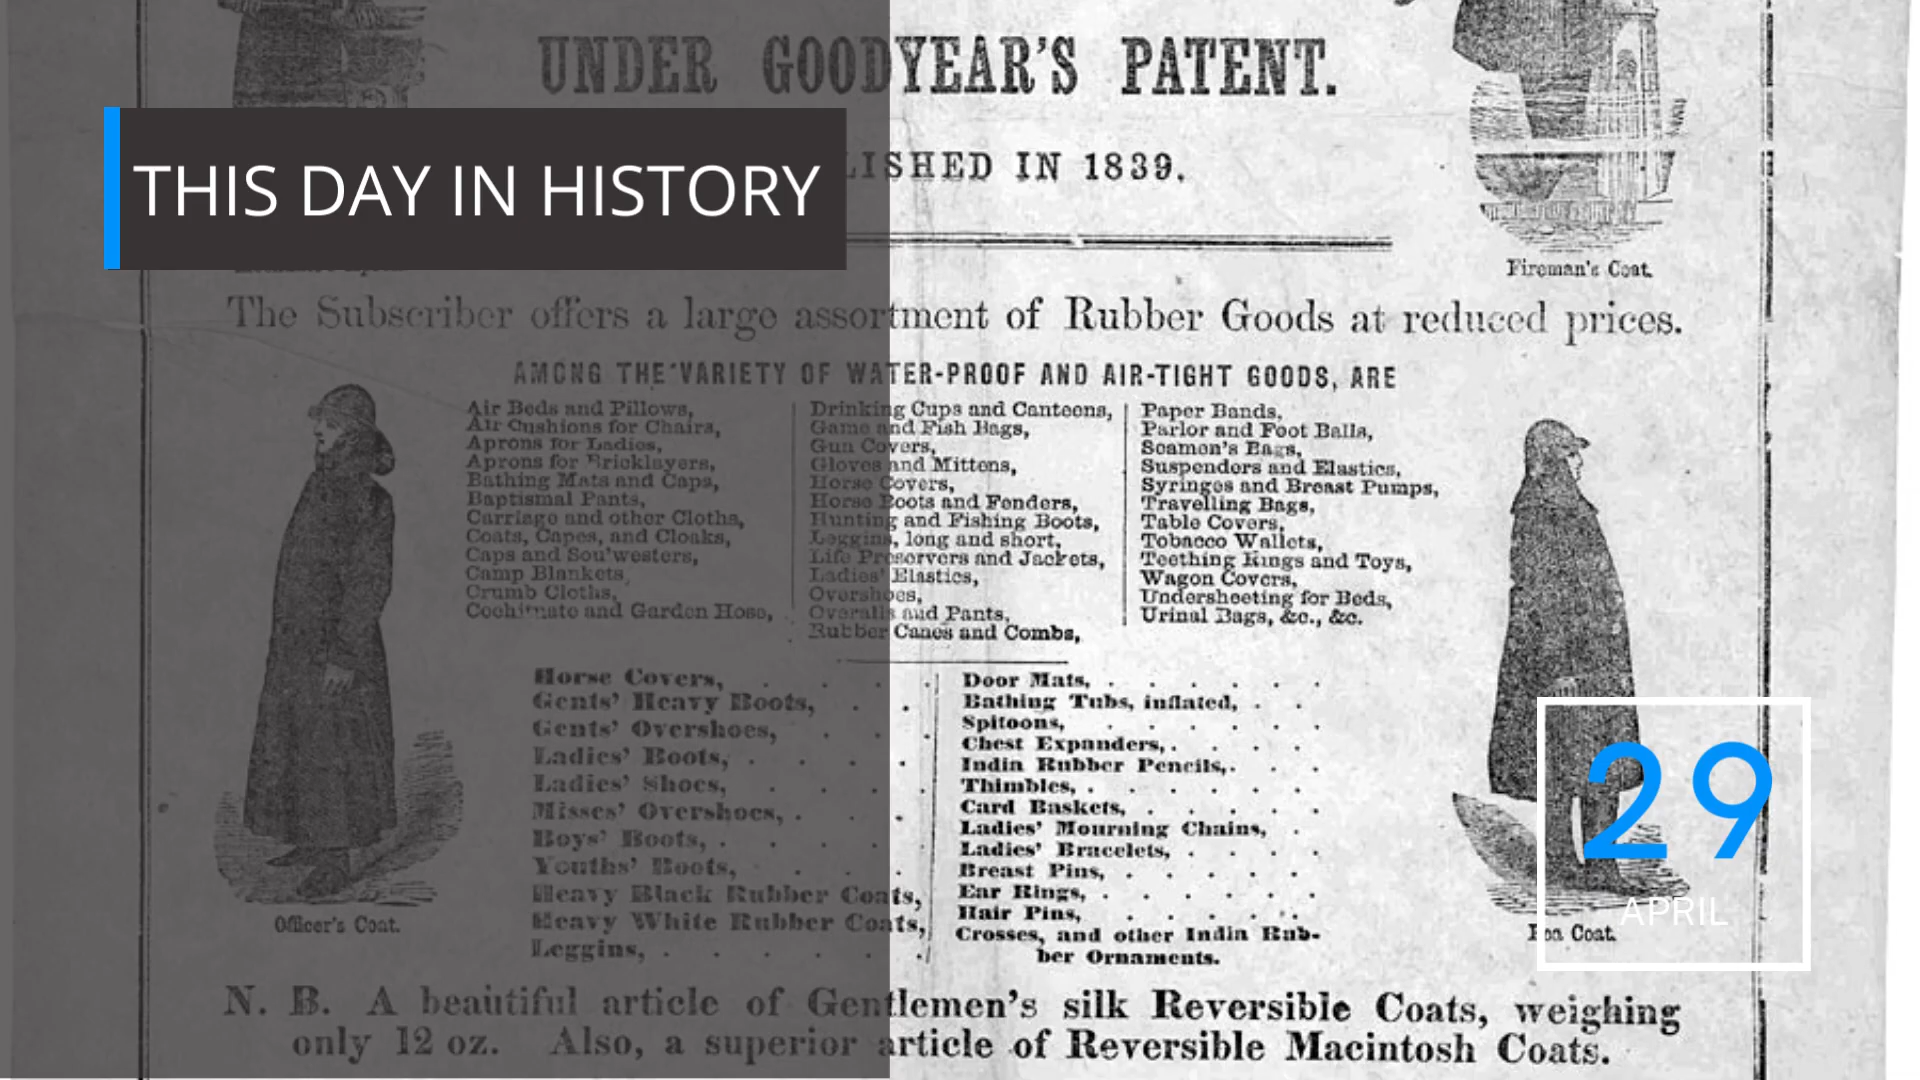 UNDER GOODYEAR'S PATENT.
THIS DAY IN HISTORY
LISHED IN 1839.
Fireman's Coat.
The Subscriber offers a large assortment of Rubber Goods at reduced prices.
AMONG THE VARIETY OF WATER-PROOF AND AIR-TIGHT GOODS, ARE
Air Beds and Pillows,
Air Cushions for Chairs,
Aprons for Ladies,
Aprons for Bricklayers,
Bathing Mats and Caps,
Baptismal Pants,
Carriage and other Cloths,
Coats, Capes, and Cloaks,
Caps and Sou'westers,
Camp Blankets,
Crumb Cloths,
Cochituate and Garden Hose,
Drinking Cups and Canteens,
Game and Fish Bags,
Gun Covers,
Gloves and Mittens,
Horse Covers,
Horse Boots and Fenders,
Hunting and Fishing Boots,
Leggins, long and short,
Life Preservers and Jackets,
Ladies' Elastics,
Overshoes,
Overalls and Pants,
Rubber Canes and Combs,
Paper Bands,
Parlor and Foot Balls,
Seamen's Bags,
Suspenders and Elastics,
Syringes and Breast Pumps,
Travelling Bags,
Table Covers,
Tobacco Wallets,
Teething Rings and Toys,
Wagon Covers,
Undersheeting for Beds,
Urinal Bags, &c., &c.
Horse Covers,
Gents' Heavy Boots,
Gents' Overshoes,
Ladies' Boots,
Ladies' Shoes,
Misses' Overshoes,
Boys' Boots,
Youths' Boots,
Heavy Black Rubber Coats,
Heavy White Rubber Coats,
Leggins,
Door Mats,
Bathing Tubs, inflated,
Spitoons,
Chest Expanders,
India Rubber Pencils,
Thimbles,
Card Baskets,
Ladies' Mourning Chains,
Ladies' Bracelets,
Breast Pins,
Ear Rings,
Hair Pins,
Crosses, and other India Rub-
ber Ornaments.
Officer's Coat.
29
APRIL
Coat.
N. B. A beautiful article of Gentlemen's silk Reversible Coats, weighing
only 12 oz. Also, a superior article of Reversible Macintosh Coats.